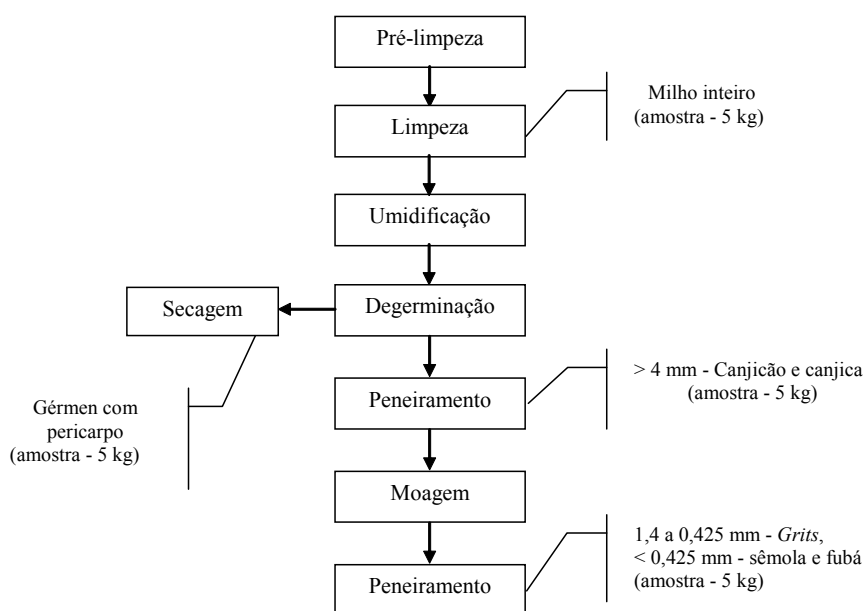 Pré-limpeza
Milho inteiro
(amostra - 5 kg)
Limpeza
Umidificação
Secagem
Degerminação
> 4 mm - Canjicão e canjica
(amostra - 5 kg)
Peneiramento
Gérmen com
pericarpo
(amostra - 5 kg)
Moagem
1,4 a 0,425 mm - Grits,
< 0,425 mm - sêmola e fubá
(amostra - 5 kg)
Peneiramento